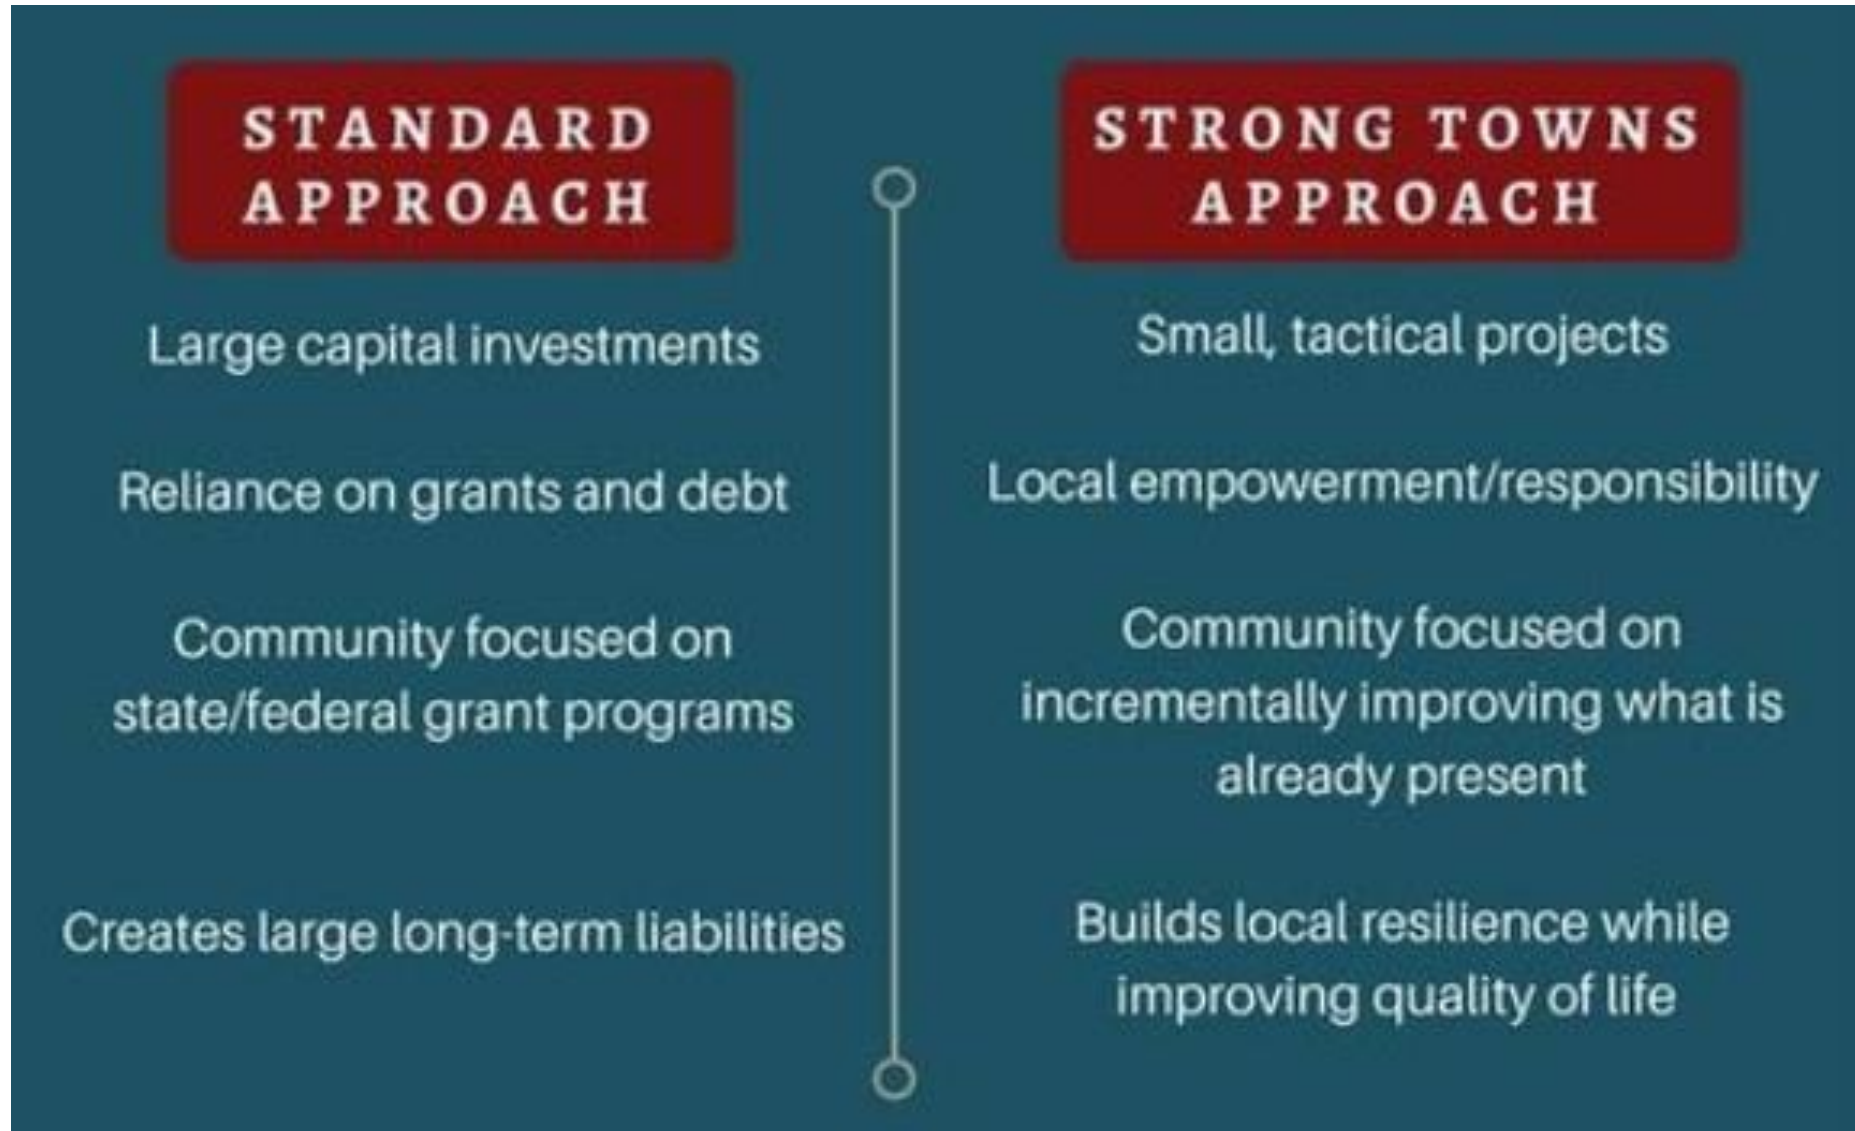 STANDARD
APPROACH
Large capital investments
Reliance on grants and debt
Community focused on
state/federal grant programs
Creates large long-term liabilities
STRONG TOWNS
APPROACH
Small, tactical projects
Local empowerment/responsibility
Community focused on
incrementally improving what is
already present
Builds local resilience while
improving quality of life